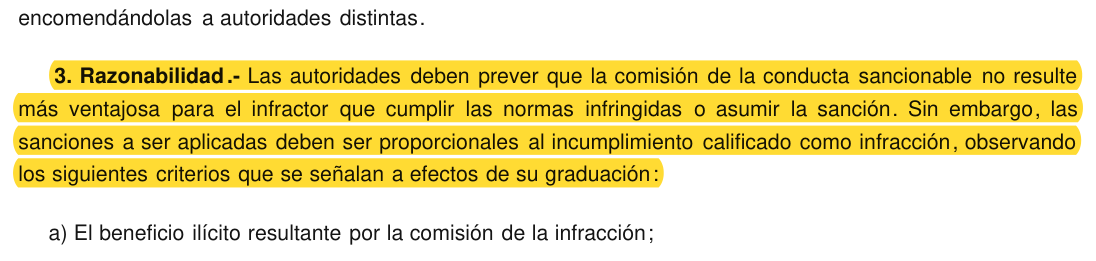 encomendándolas a autoridades distintas.
3. Razonabilidad.- Las autoridades deben prever que la comisión de la conducta sancionable no resulte
más ventajosa para el infractor que cumplir las normas infringidas o asumir la sanción. Sin embargo, las
sanciones a ser aplicadas deben ser proporcionales al incumplimiento calificado como infracción, observando
los siguientes criterios que se señalan a efectos de su graduación:
a) El beneficio ilícito resultante por la comisión de la infracción;